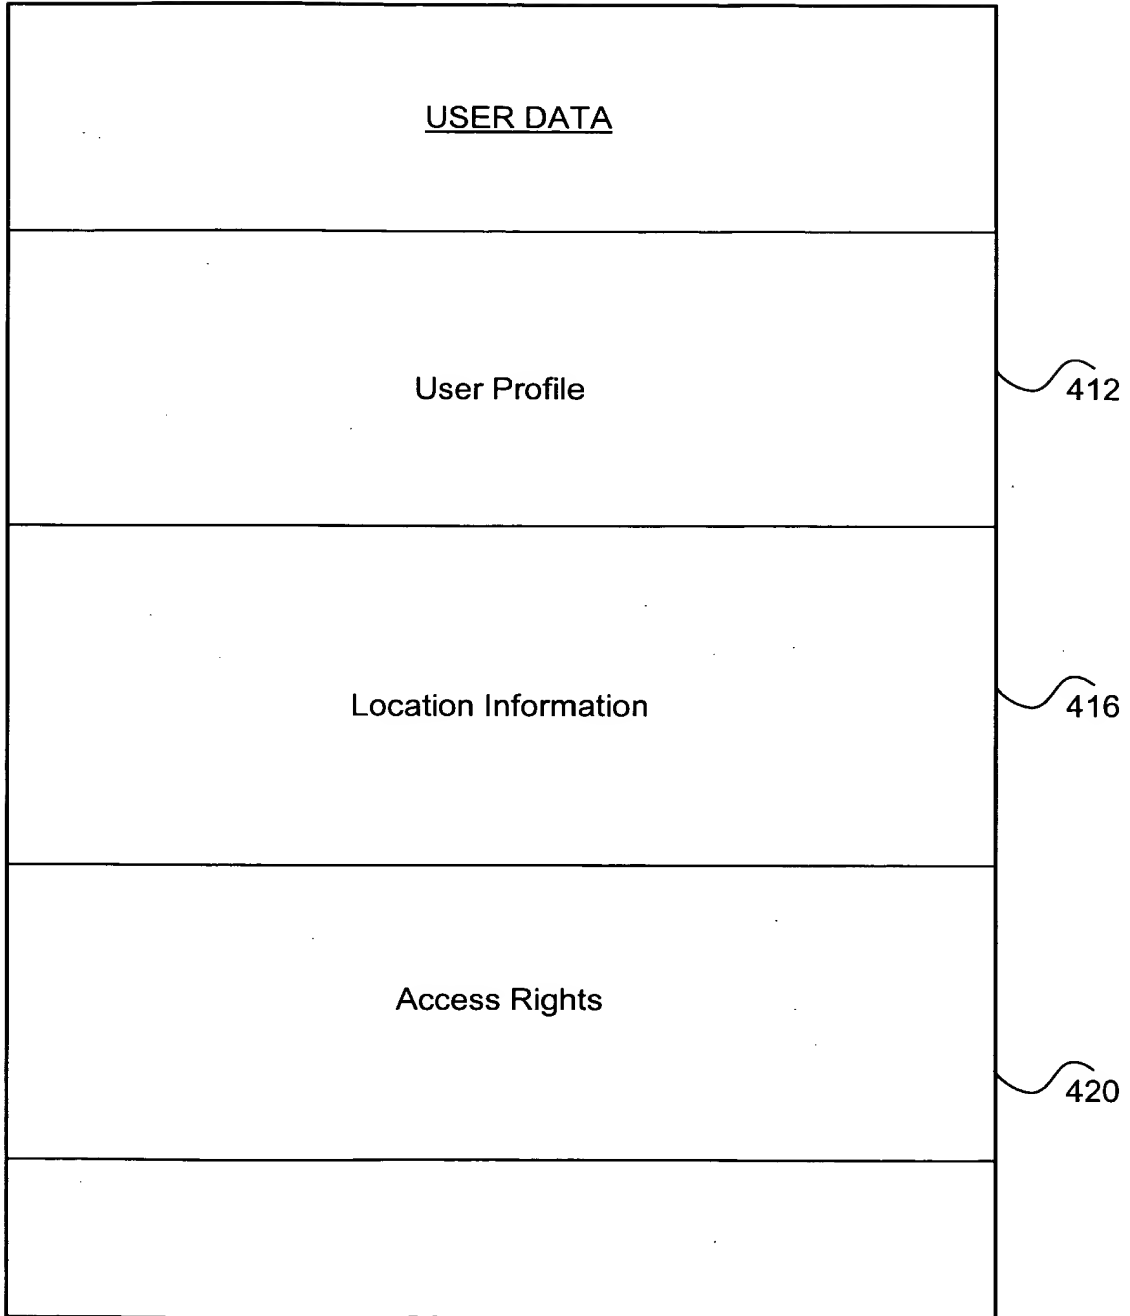 USER DATA
User Profile
412
Location Information
416
Access Rights
420